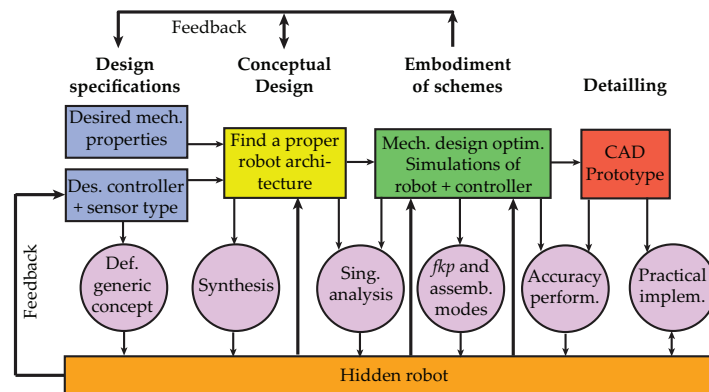 Feedback
Design
specifications
Conceptual
Design
Embodiment
of schemes
Detailling
Desired mech.
properties
Des. controller
+ sensor type
Find a proper
robot archi-
tecture
Mech. design optim.
Simulations of
robot + controller
CAD
Prototype
Feedback
Def.
generic
concept
Synthesis
Sing.
analysis
fkp and
assemb.
modes
Accuracy
perform.
Practical
implem.
Hidden robot